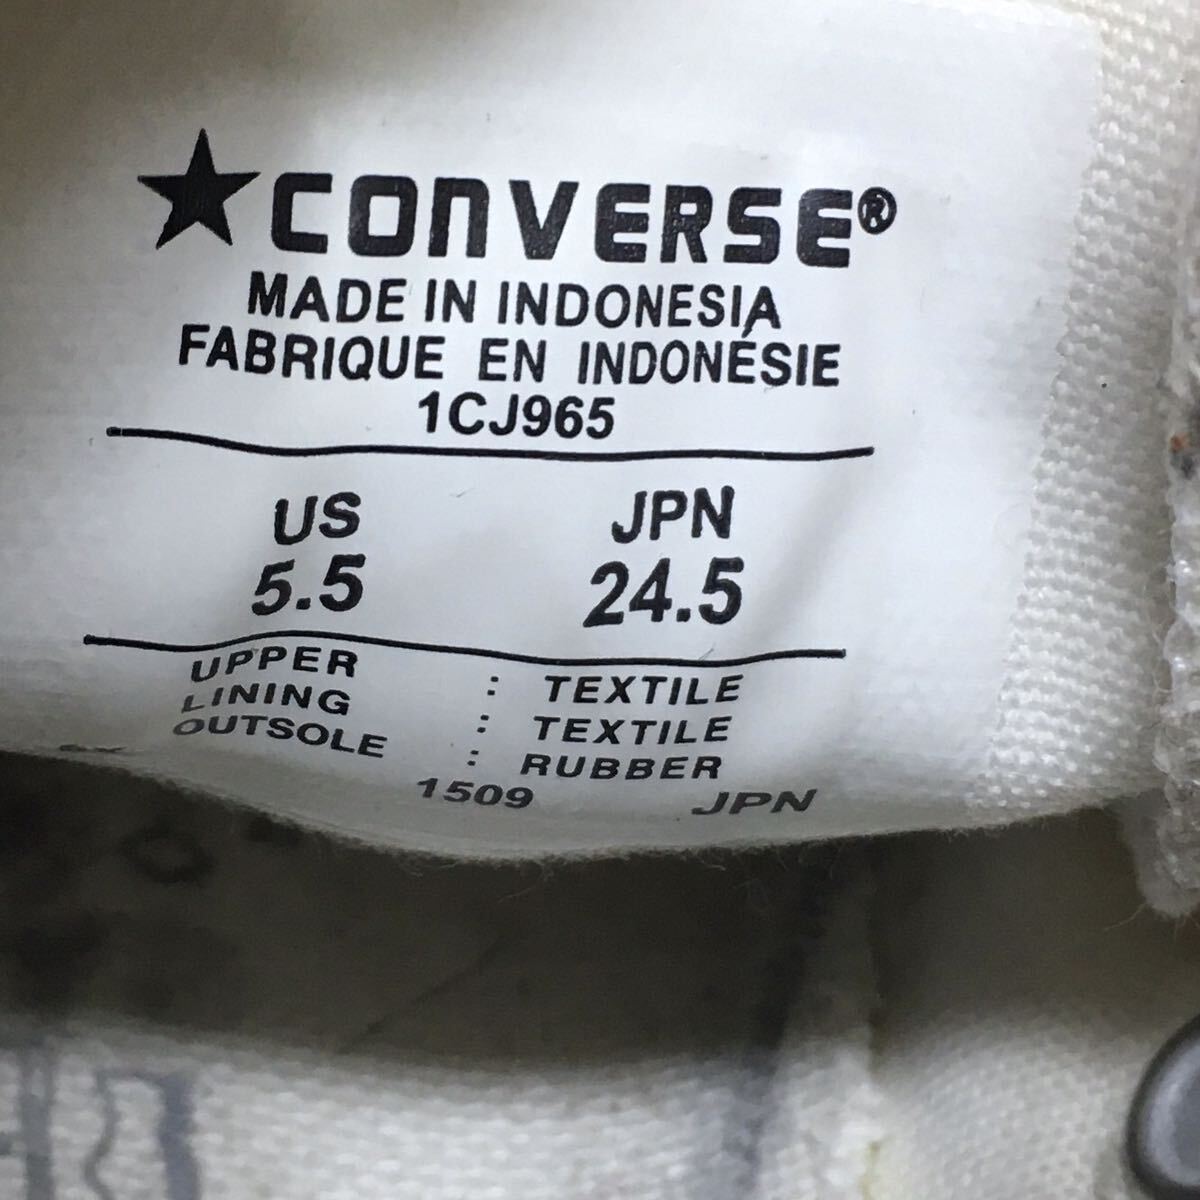 ★CONVERSE®
MADE IN INDONESIA
FABRIQUE EN INDONÉSIE
1CJ965
US JPN
5.5 24.5
UPPER : TEXTILE
LINING : TEXTILE
OUTSOLE : RUBBER
1509 JPN